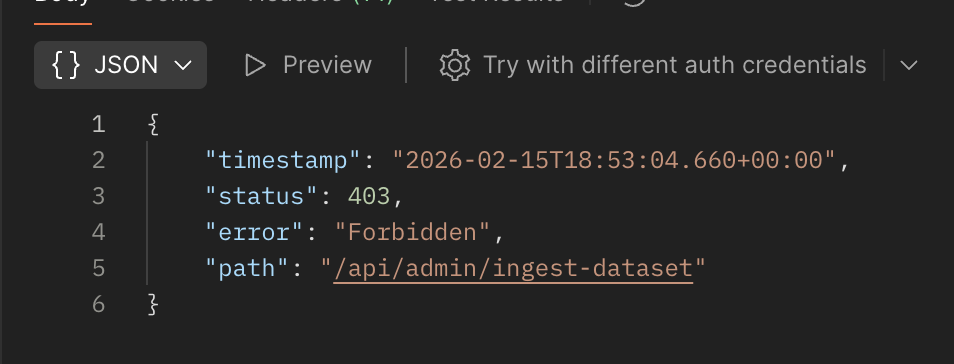 {} JSON Preview Try with different auth credentials
1 {
2 "timestamp": "2026-02-15T18:53:04.660+00:00",
3 "status": 403,
4 "error": "Forbidden",
5 "path": "/api/admin/ingest-dataset"
6 }